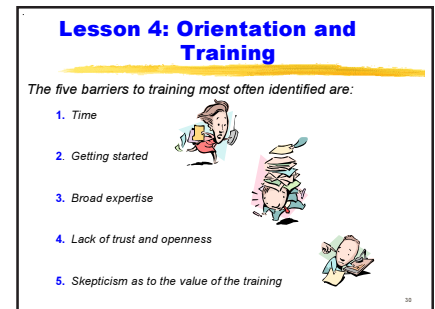 Lesson 4: Orientation and
Training
The five barriers to training most often identified are:
1. Time
2. Getting started
3. Broad expertise
4. Lack of trust and openness
5. Skepticism as to the value of the training
30